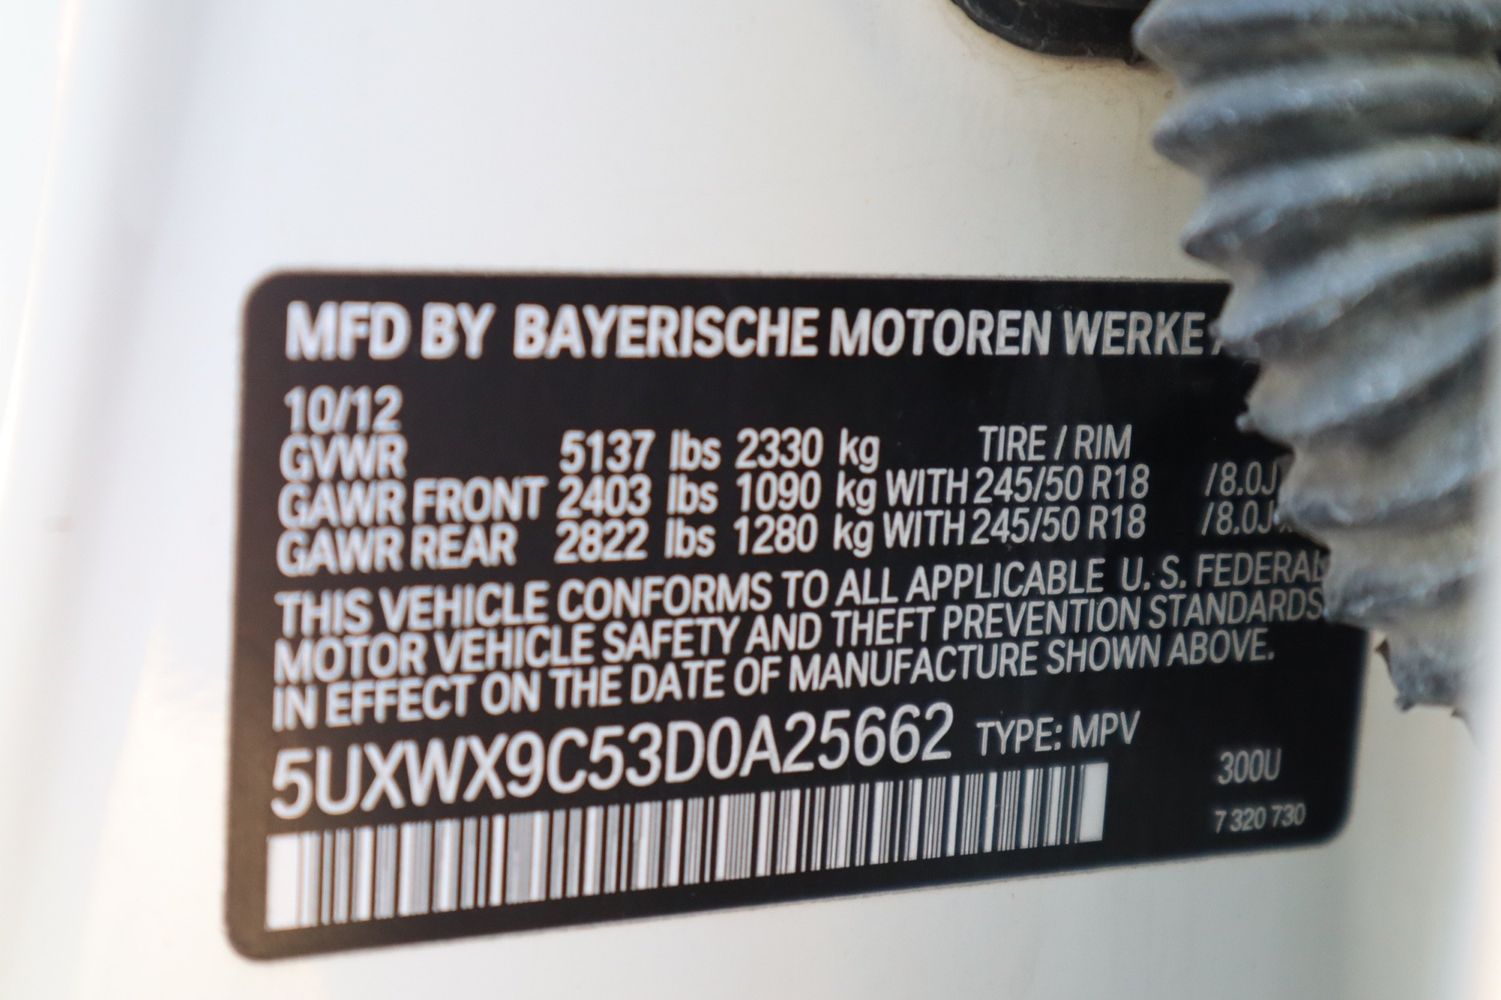 MFD BY BAYERISCHE MOTOREN WERKE
10/12
GVWR 5137 lbs 2330 kg TIRE / RIM
GAWR FRONT 2403 lbs 1090 kg WITH 245/50 R18 /8.0J
GAWR REAR 2822 lbs 1280 kg WITH 245/50 R18 /8.0J
THIS VEHICLE CONFORMS TO ALL APPLICABLE U.S. FEDERAL
MOTOR VEHICLE SAFETY AND THEFT PREVENTION STANDARDS
IN EFFECT ON THE DATE OF MANUFACTURE SHOWN ABOVE.
5UXWX9C53D0A25662 TYPE: MPV
300U
7 320 730